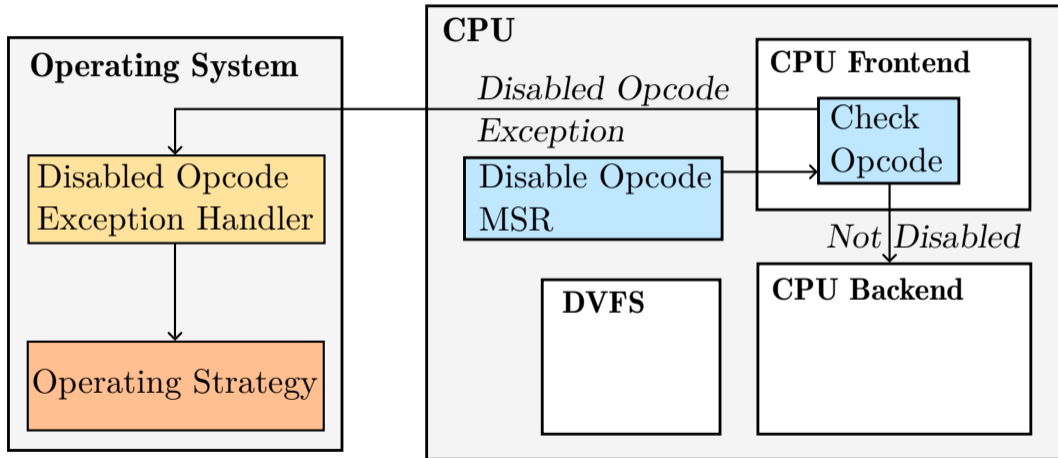 Operating System
Disabled Opcode
Exception Handler
Operating Strategy
CPU
Disabled Opcode
Exception
Disable Opcode
MSR
CPU Frontend
Check
Opcode
Not Disabled
DVFS
CPU Backend